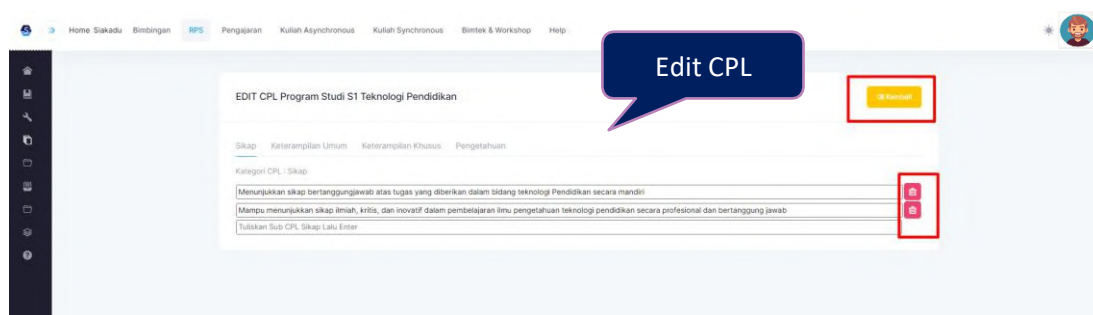 Home Siakadu Bimbingan RPS Pengajaran Kuliah Asynchronous Kuliah Synchronous Bimtek & Workshop Help
Edit CPL
EDIT CPL Program Studi S1 Teknologi Pendidikan
Kembali
Sikap Keterampilan Umum Keterampilan Khusus Pengetahuan
Kategori CPL : Sikap
Menunjukkan sikap bertanggungjawab atas tugas yang diberikan dalam bidang teknologi Pendidikan secara mandiri
Mampu menunjukkan sikap ilmiah, kritis, dan inovatif dalam pembelajaran ilmu pengetahuan teknologi pendidikan secara profesional dan bertanggung jawab
Tuliskan Sub CPL Sikap Lalu Enter